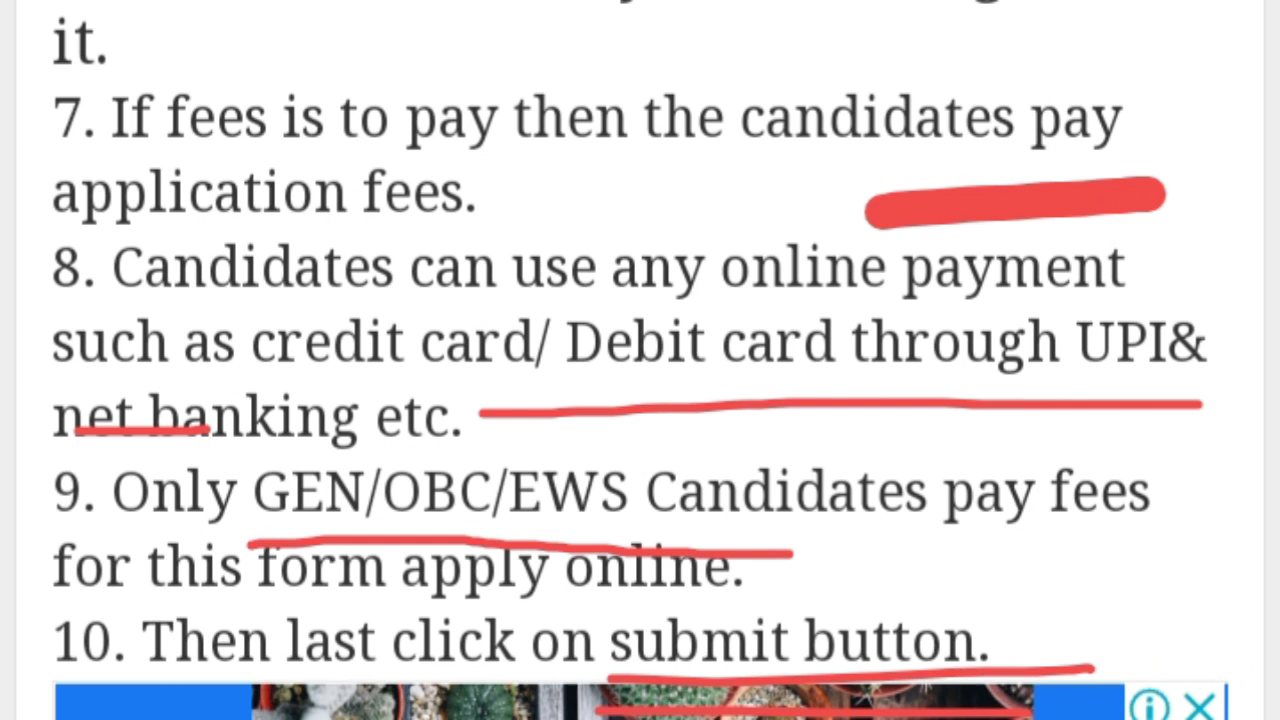 it.
7. If fees is to pay then the candidates pay
application fees.
8. Candidates can use any online payment
such as credit card/ Debit card through UPI&
net banking etc.
9. Only GEN/OBC/EWS Candidates pay fees
for this form apply online.
10. Then last click on submit button.